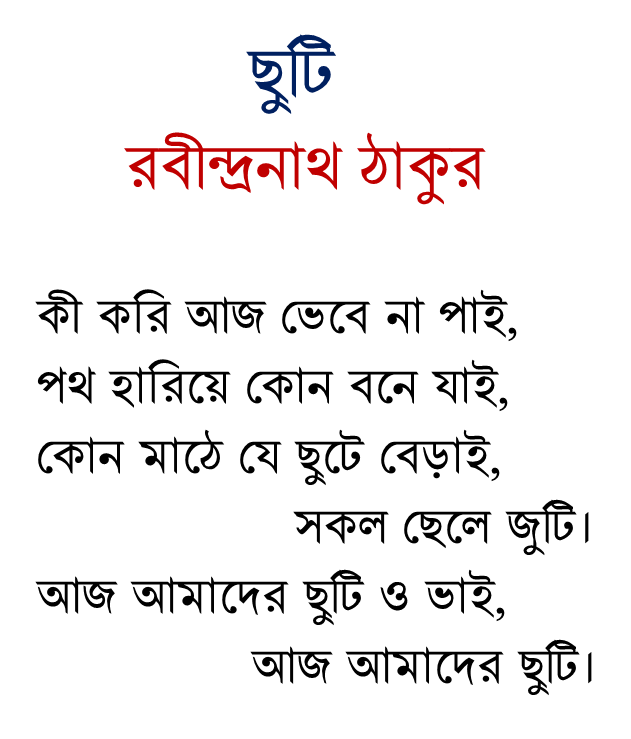 ছুটি
রবীন্দ্রনাথ ঠাকুর
কী করি আজ ভেবে না পাই,
পথ হারিয়ে কোন বনে যাই,
কোন মাঠে যে ছুটে বেড়াই,
সকল ছেলে জুটি।
আজ আমাদের ছুটি ও ভাই,
আজ আমাদের ছুটি।